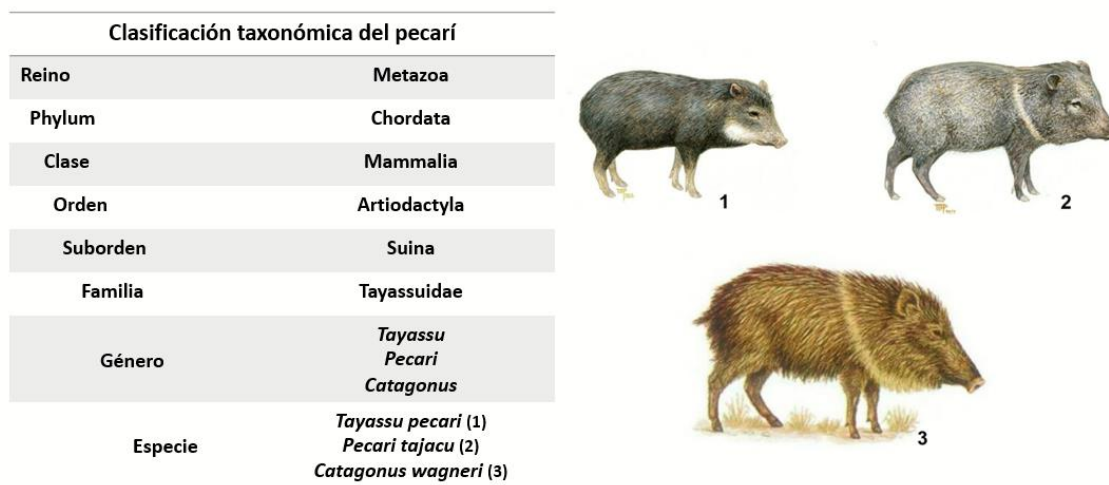 Clasificación taxonómica del pecarí
Reino Metazoa
Phylum Chordata
Clase Mammalia
Orden Artiodactyla
Suborden Suina
Familia Tayassuidae
Género
Tayassu
Pecari
Catagonus
Especie
Tayassu pecari (1)
Pecari tajacu (2)
Catagonus wagneri (3)
1
2
3